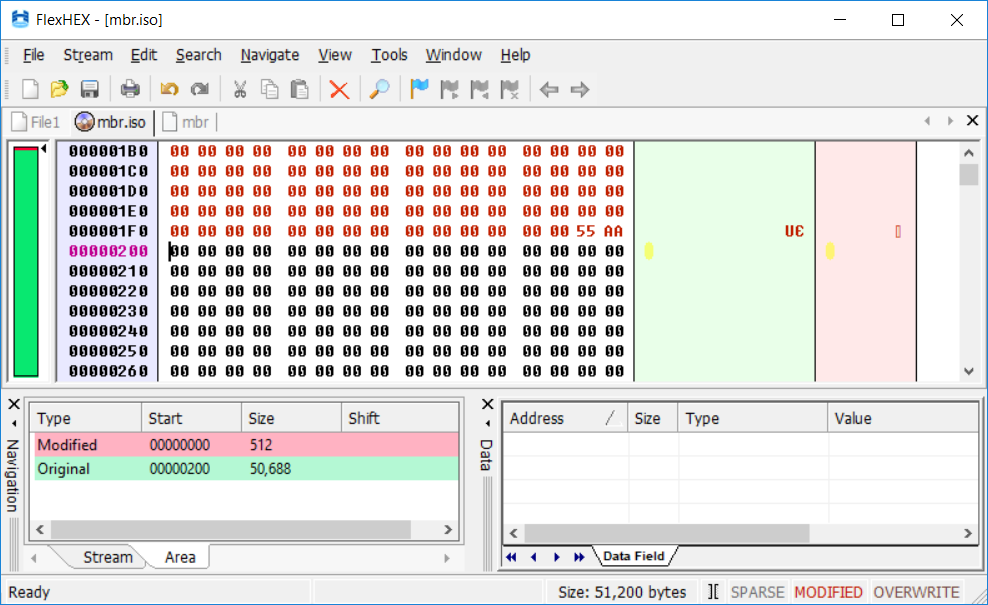 FlexHEX - [mbr.iso]
File Stream Edit Search Navigate View Tools Window Help
File1 mbr.iso mbr
000001B0 00 00 00 00 00 00 00 00 00 00 00 00 00 00 00 00
000001C0 00 00 00 00 00 00 00 00 00 00 00 00 00 00 00 00
000001D0 00 00 00 00 00 00 00 00 00 00 00 00 00 00 00 00
000001E0 00 00 00 00 00 00 00 00 00 00 00 00 00 00 00 00
000001F0 00 00 00 00 00 00 00 00 00 00 00 00 00 00 55 AA UЄ
00000200 00 00 00 00 00 00 00 00 00 00 00 00 00 00 00 00
00000210 00 00 00 00 00 00 00 00 00 00 00 00 00 00 00 00
00000220 00 00 00 00 00 00 00 00 00 00 00 00 00 00 00 00
00000230 00 00 00 00 00 00 00 00 00 00 00 00 00 00 00 00
00000240 00 00 00 00 00 00 00 00 00 00 00 00 00 00 00 00
00000250 00 00 00 00 00 00 00 00 00 00 00 00 00 00 00 00
00000260 00 00 00 00 00 00 00 00 00 00 00 00 00 00 00 00
Navigation
Type Start Size Shift
Modified 00000000 512
Original 00000200 50,688
Stream Area
Data
Address Size Type Value
Data Field
Ready Size: 51,200 bytes ][ SPARSE MODIFIED OVERWRITE